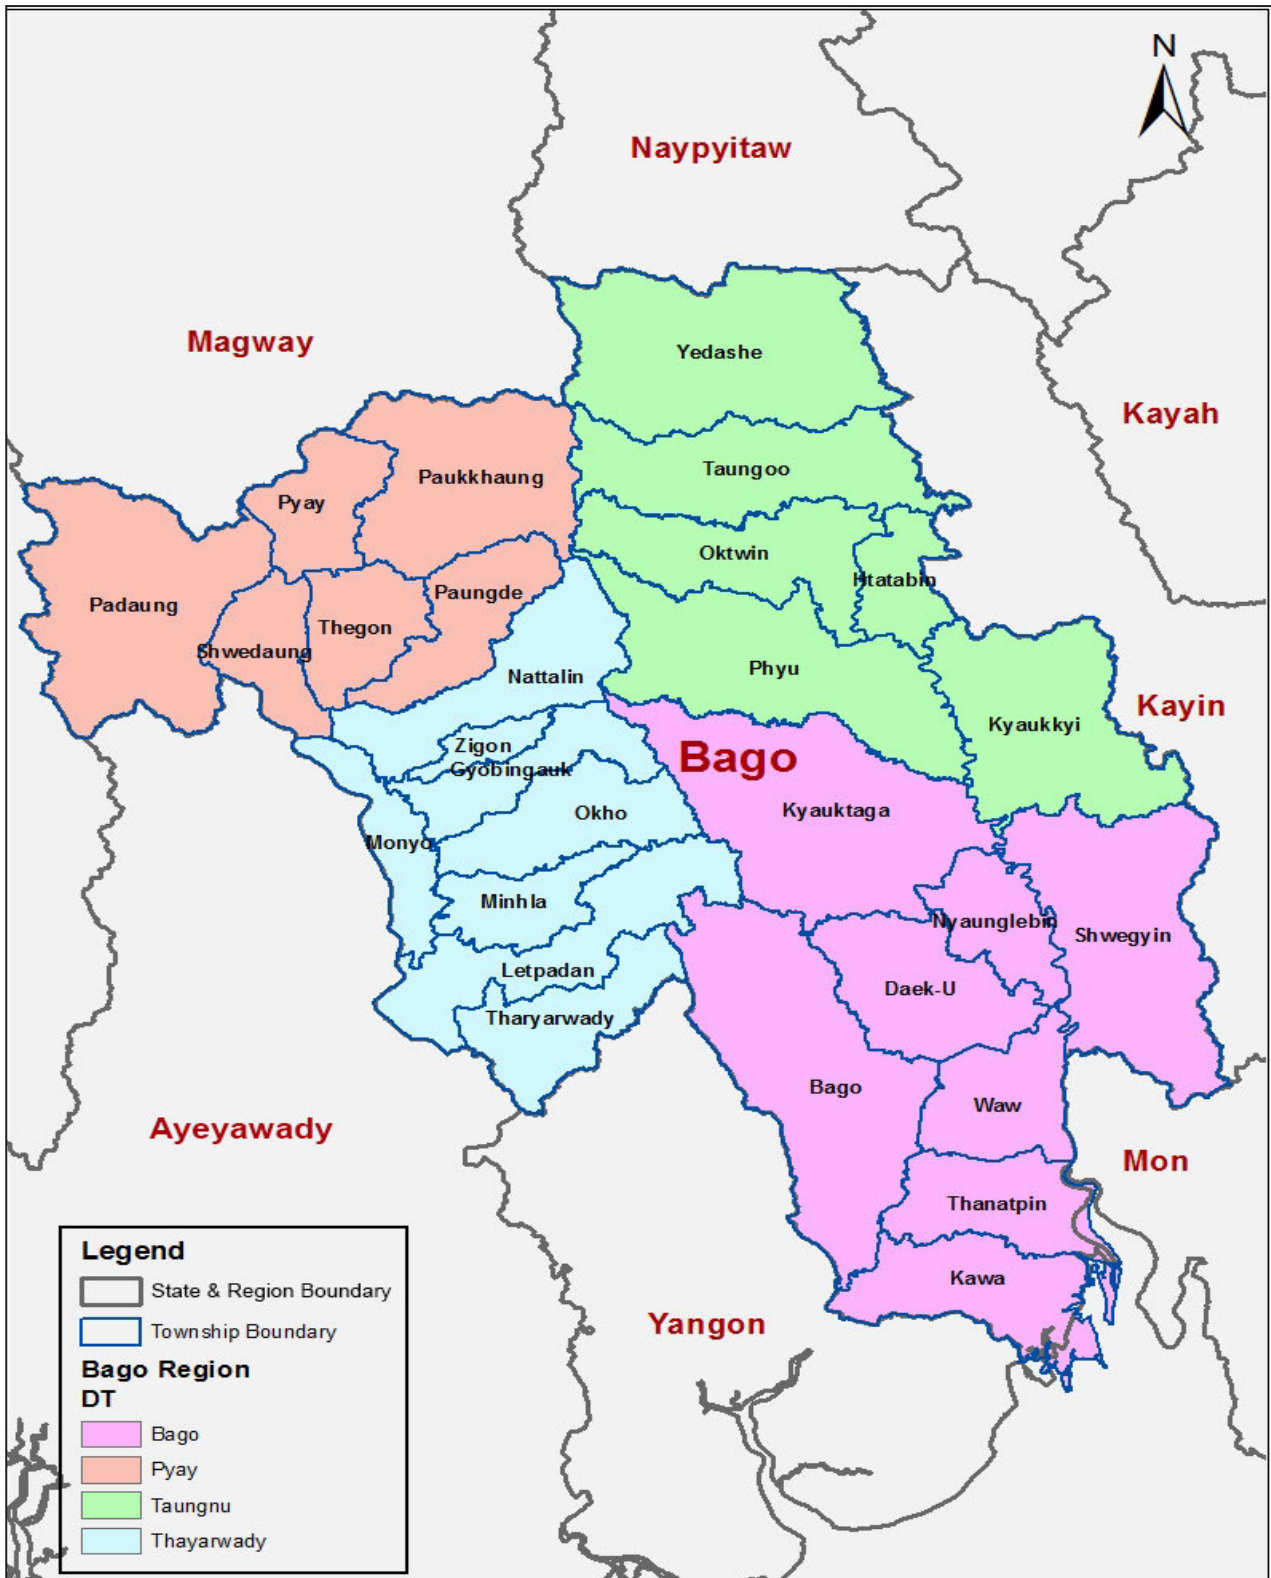 N
Naypyitaw
Magway
Yedashe
Kayah
Taungoo
Paukkhaung
Pyay
Oktwin
Htatabin
Paungde
Padaung
Thegon
Shwedaung
Phyu
Nattalin
Kayin
Kyaukkyi
Zigon
Bago
Gyobingauk
Okho
Kyauktaga
Monyo
Minhla
Nyaunglebin
Shwegyin
Letpadan
Daek-U
Tharyarwady
Bago
Waw
Ayeyawady
Mon
Thanatpin
Kawa
Yangon
Legend
State & Region Boundary
Township Boundary
Bago Region
DT
Bago
Pyay
Taungnu
Thayarwady